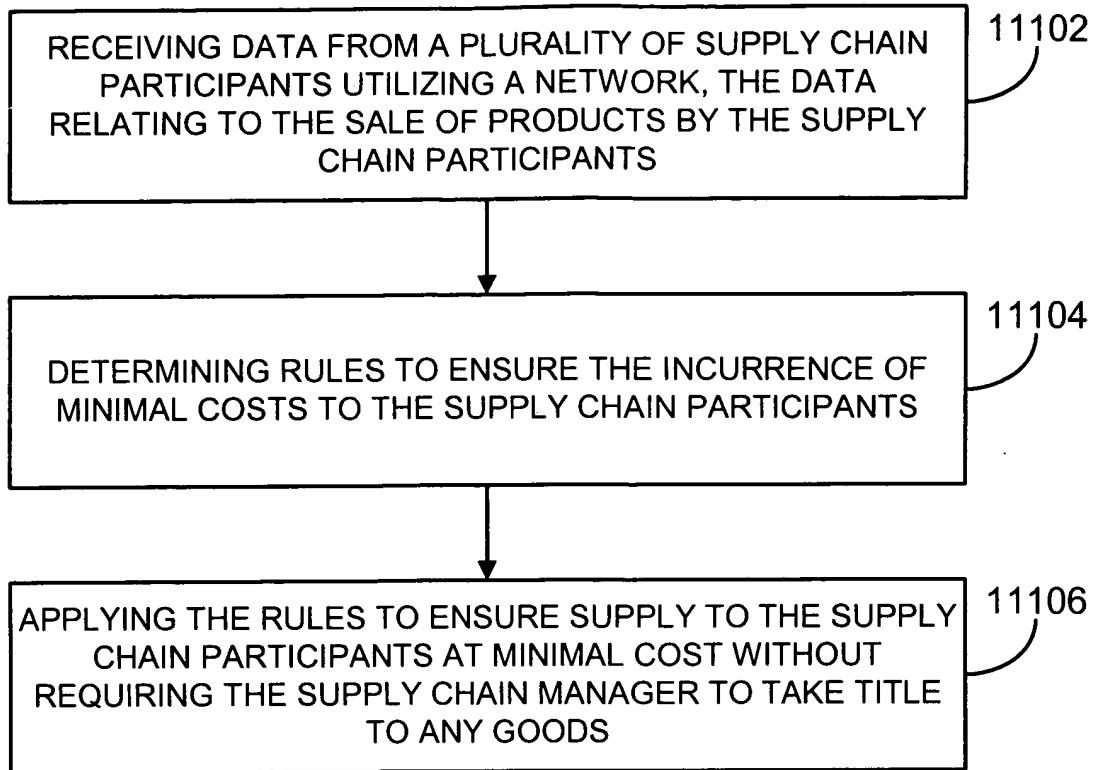 RECEIVING DATA FROM A PLURALITY OF SUPPLY CHAIN
PARTICIPANTS UTILIZING A NETWORK, THE DATA
RELATING TO THE SALE OF PRODUCTS BY THE SUPPLY
CHAIN PARTICIPANTS
11102
DETERMINING RULES TO ENSURE THE INCURRENCE OF
MINIMAL COSTS TO THE SUPPLY CHAIN PARTICIPANTS
11104
APPLYING THE RULES TO ENSURE SUPPLY TO THE SUPPLY
CHAIN PARTICIPANTS AT MINIMAL COST WITHOUT
REQUIRING THE SUPPLY CHAIN MANAGER TO TAKE TITLE
TO ANY GOODS
11106